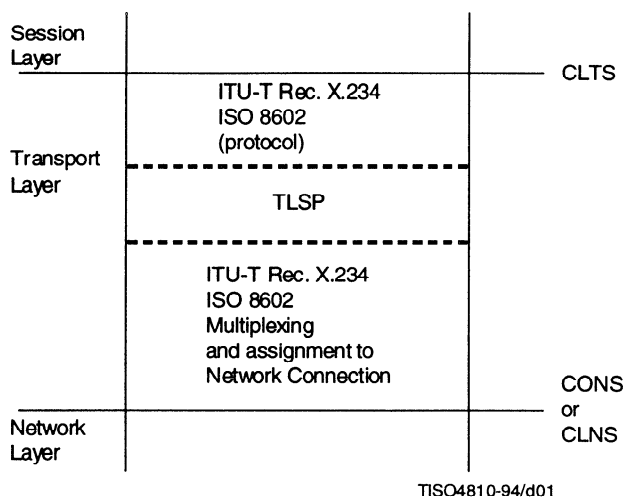 Session
Layer
CLTS
ITU-T Rec. X.234
ISO 8602
(protocol)
Transport
Layer
TLSP
ITU-T Rec. X.234
ISO 8602
Multiplexing
and assignment to
Network Connection
CONS
or
CLNS
Network
Layer
TISO4810-94/d01